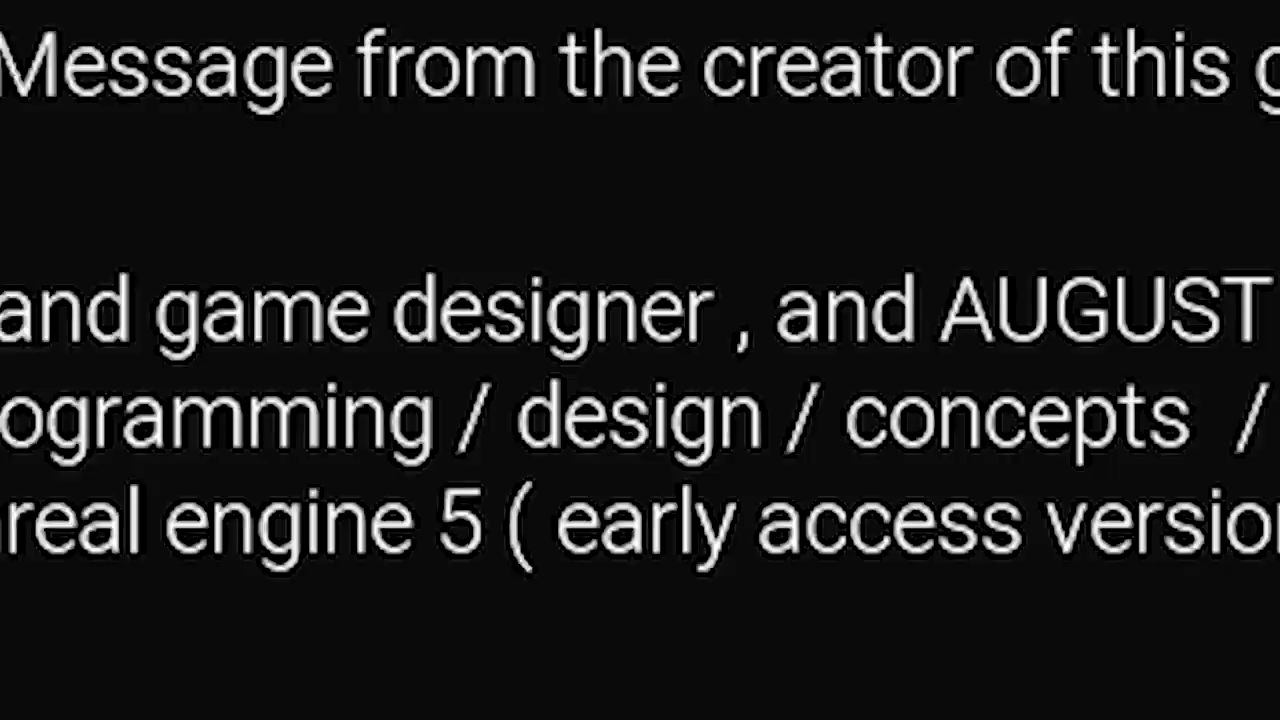 Message from the creator of this g
and game designer , and AUGUST
ogramming / design / concepts  /
real engine 5 ( early access version